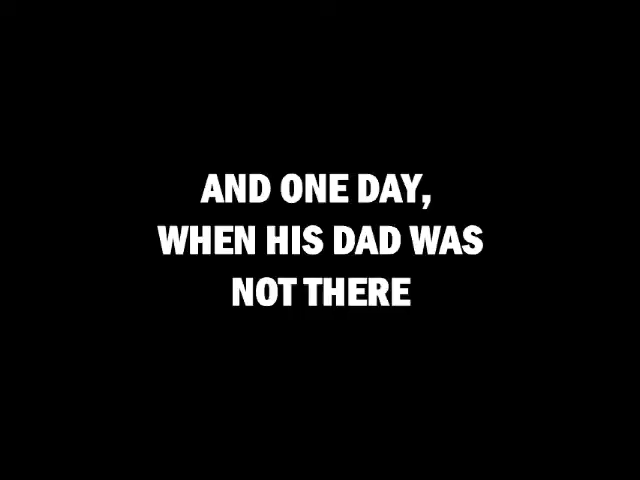 AND ONE DAY,
WHEN HIS DAD WAS
NOT THERE